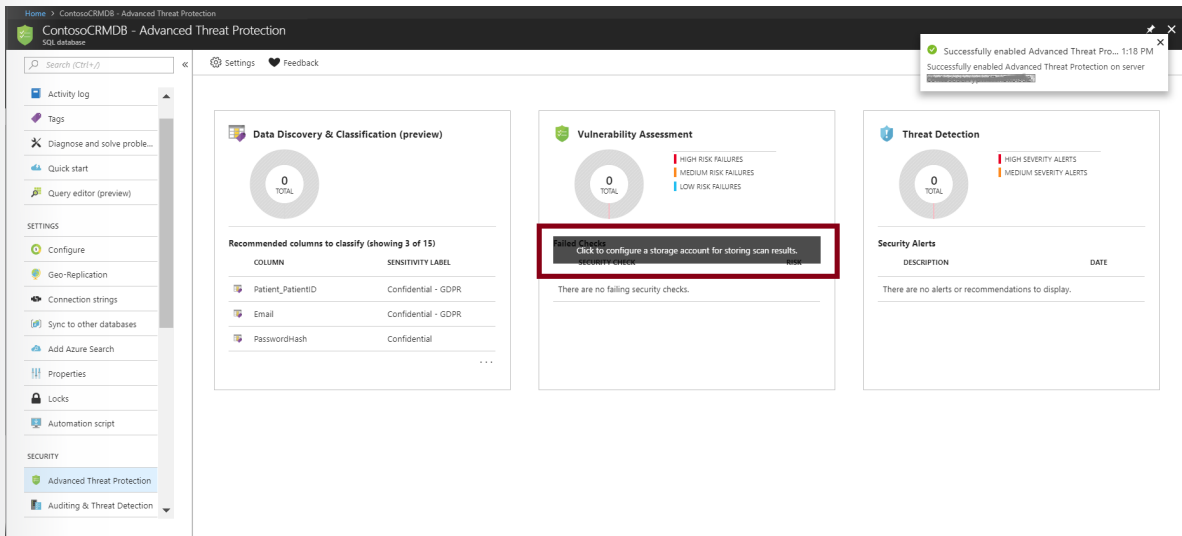 Home > ContosoCRMDB - Advanced Threat Protection
ContosoCRMDB - Advanced Threat Protection
SQL database
Successfully enabled Advanced Threat Pro... 1:18 PM
Successfully enabled Advanced Threat Protection on server
Search (Ctrl+/)
Activity log
Tags
Diagnose and solve proble...
Quick start
Query editor (preview)
SETTINGS
Configure
Geo-Replication
Connection strings
Sync to other databases
Add Azure Search
Properties
Locks
Automation script
SECURITY
Advanced Threat Protection
Auditing & Threat Detection
Settings Feedback
Data Discovery & Classification (preview)
0
TOTAL
Recommended columns to classify (showing 3 of 15)
COLUMN SENSITIVITY LABEL
Patient_PatientID Confidential - GDPR
Email Confidential - GDPR
PasswordHash Confidential
...
Vulnerability Assessment
0
TOTAL
HIGH RISK FAILURES
MEDIUM RISK FAILURES
LOW RISK FAILURES
Failed Checks
Click to configure a storage account for storing scan results.
SECURITY CHECK RISK
There are no failing security checks.
Threat Detection
0
TOTAL
HIGH SEVERITY ALERTS
MEDIUM SEVERITY ALERTS
Security Alerts
DESCRIPTION DATE
There are no alerts or recommendations to display.